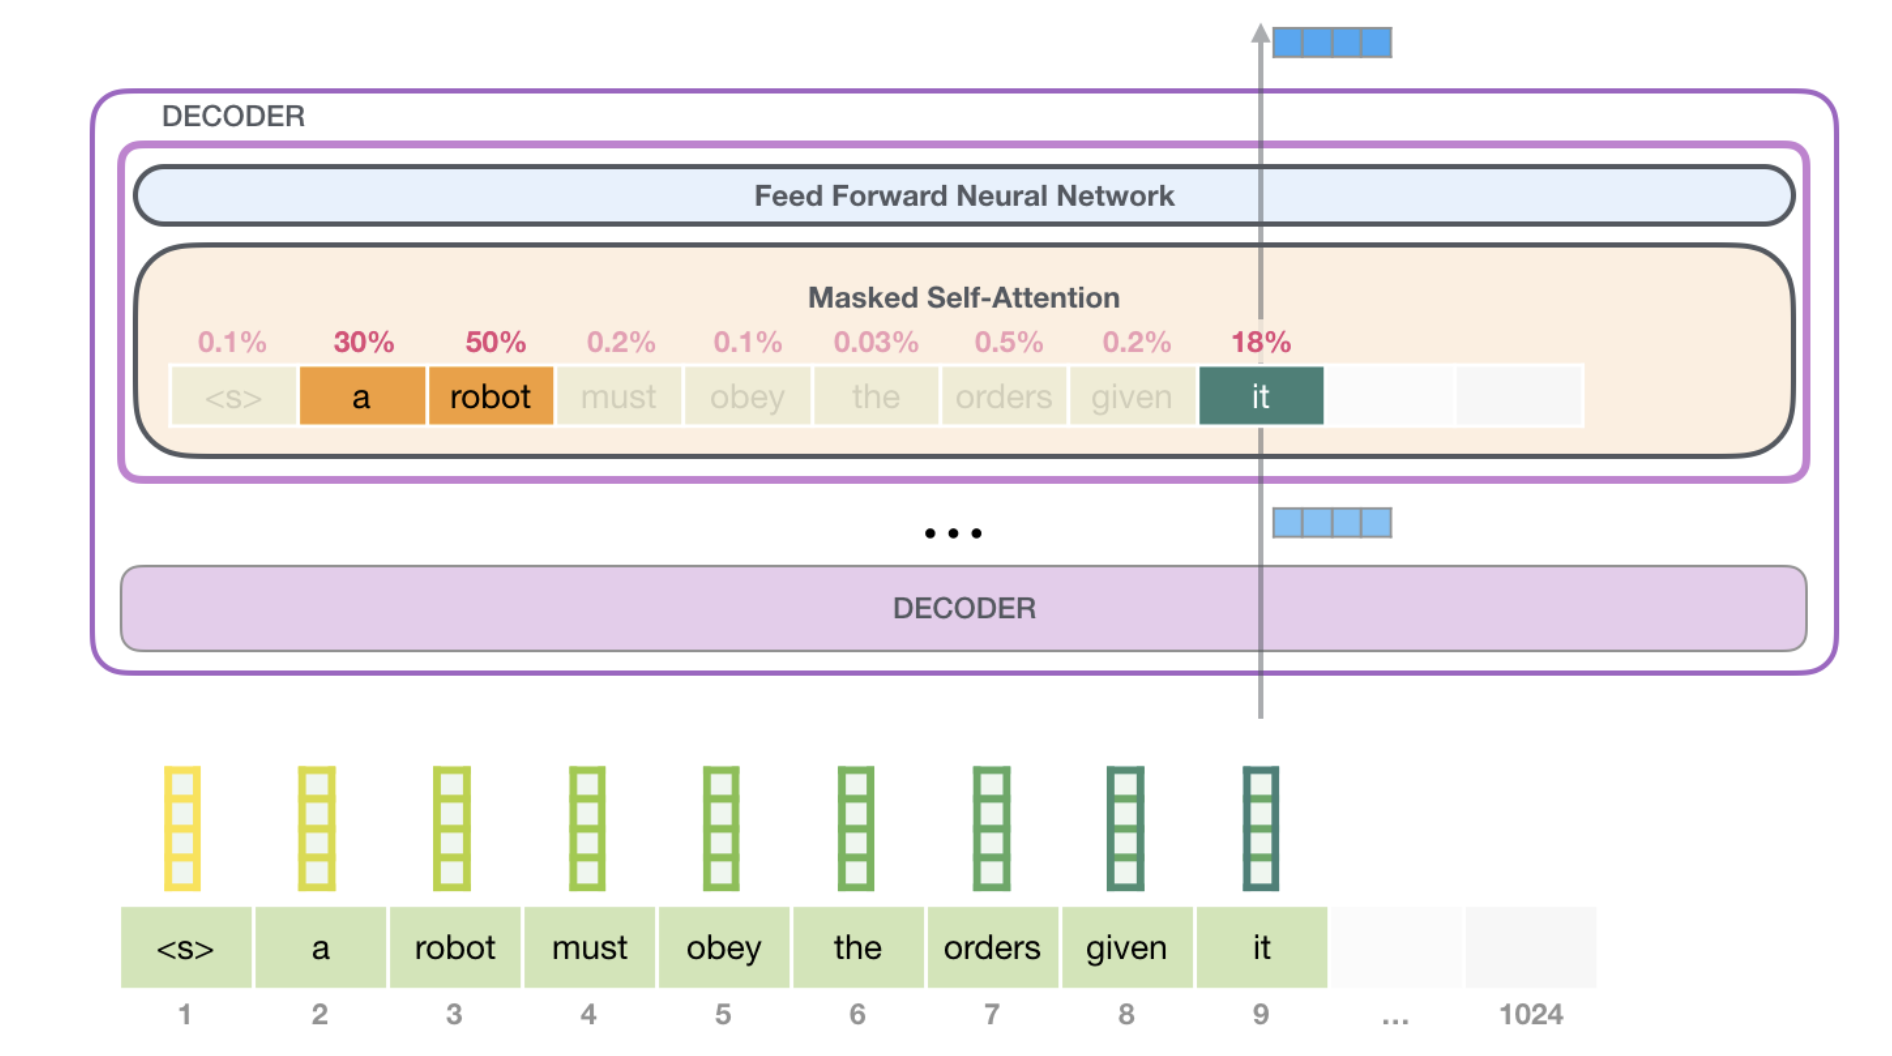 DECODER
Feed Forward Neural Network
Masked Self-Attention
0.1% 30% 50% 0.2% 0.1% 0.03% 0.5% 0.2% 18%
<s> a robot must obey the orders given it
...
DECODER
<s> a robot must obey the orders given it
1 2 3 4 5 6 7 8 9 ... 1024